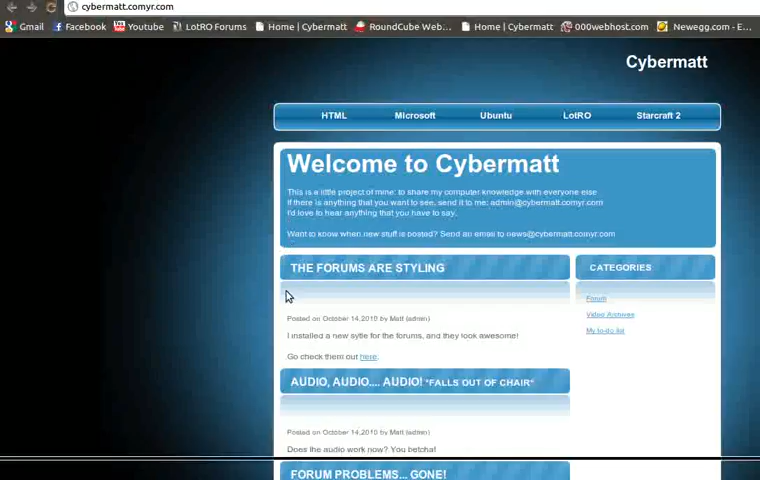 cybermatt.comyr.com
Gmail Facebook Youtube LotRO Forums Home | Cybermatt RoundCube Web... Home | Cybermatt 000webhost.com Newegg.com - E...
Cybermatt
HTML Microsoft Ubuntu LotRO Starcraft 2
Welcome to Cybermatt
This is a little project of mine: to share my computer knowledge with everyone else
If there is anything that you want to see, send it to me: admin@cybermatt.comyr.com
I'd love to hear anything that you have to say.
Want to know when new stuff is posted? Send an email to news@cybermatt.comyr.com
THE FORUMS ARE STYLING
Posted on October 14,2010 by Matt (admin)
I installed a new sytle for the forums, and they look awesome!
Go check them out here.
AUDIO, AUDIO.... AUDIO! *FALLS OUT OF CHAIR*
Posted on October 14,2010 by Matt (admin)
Does the audio work now? You betcha!
FORUM PROBLEMS... GONE!
CATEGORIES
Forum
Video Archives
My to-do list